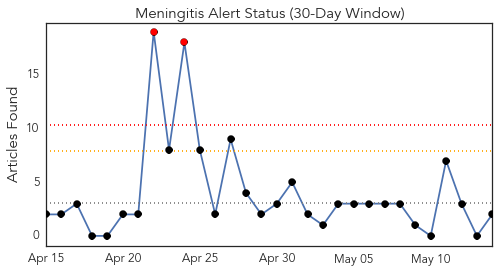 Meningitis Alert Status (30-Day Window)
Articles Found
15
10
5
0
Apr 15 Apr 20 Apr 25 Apr 30 May 05 May 10